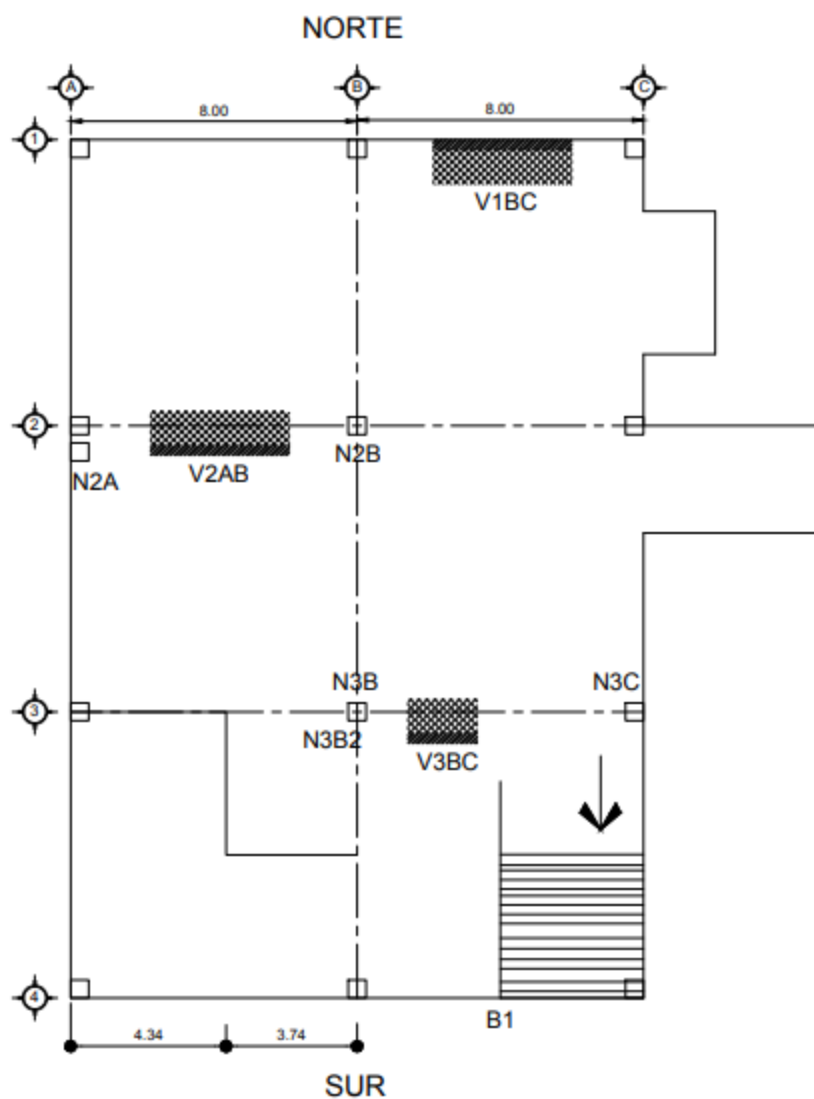 NORTE
A
B
C
8.00
8.00
1
V1BC
2
N2A
V2AB
N2B
N3B
N3C
3
N3B2
V3BC
4
B1
4.34
3.74
SUR